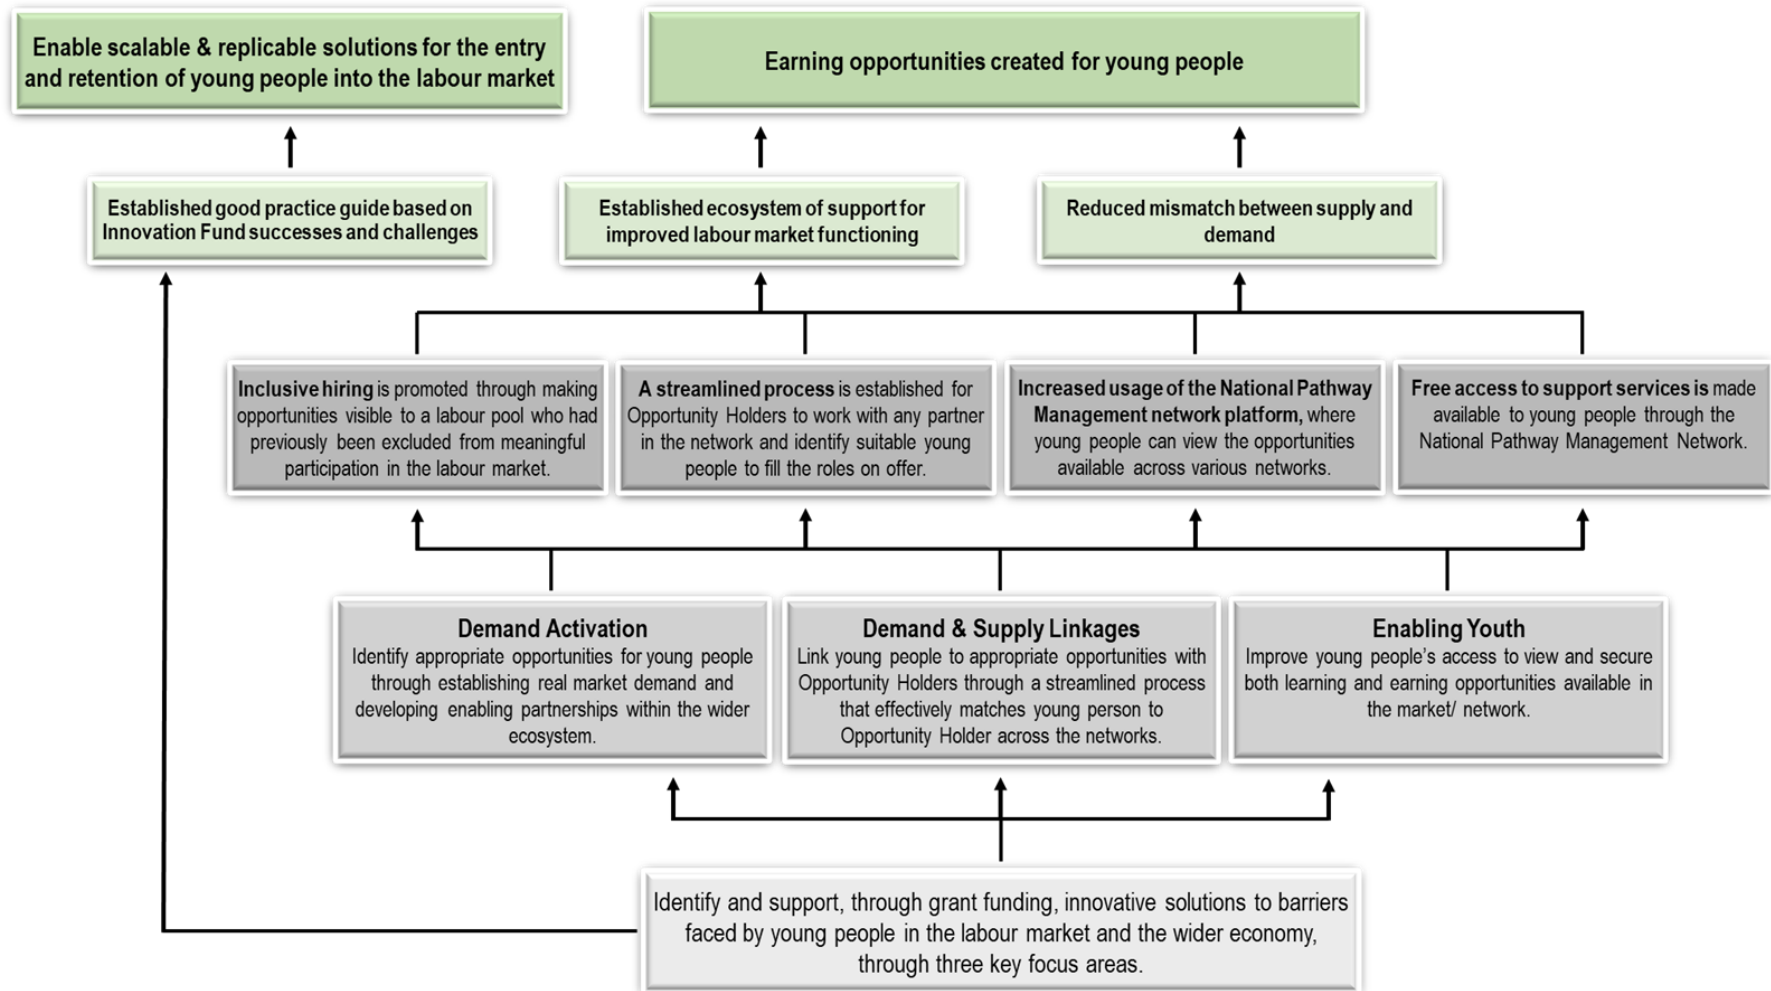 Enable scalable & replicable solutions for the entry
and retention of young people into the labour market
Earning opportunities created for young people
Established good practice guide based on
Innovation Fund successes and challenges
Established ecosystem of support for
improved labour market functioning
Reduced mismatch between supply and
demand
Inclusive hiring is promoted through making
opportunities visible to a labour pool who had
previously been excluded from meaningful
participation in the labour market.
A streamlined process is established for
Opportunity Holders to work with any partner
in the network and identify suitable young
people to fill the roles on offer.
Increased usage of the National Pathway
Management network platform, where
young people can view the opportunities
available across various networks.
Free access to support services is made
available to young people through the
National Pathway Management Network.
Demand Activation
Identify appropriate opportunities for young people
through establishing real market demand and
developing enabling partnerships within the wider
ecosystem.
Demand & Supply Linkages
Link young people to appropriate opportunities with
Opportunity Holders through a streamlined process
that effectively matches young person to
Opportunity Holder across the networks.
Enabling Youth
Improve young people's access to view and secure
both learning and earning opportunities available in
the market/ network.
Identify and support, through grant funding, innovative solutions to barriers
faced by young people in the labour market and the wider economy,
through three key focus areas.